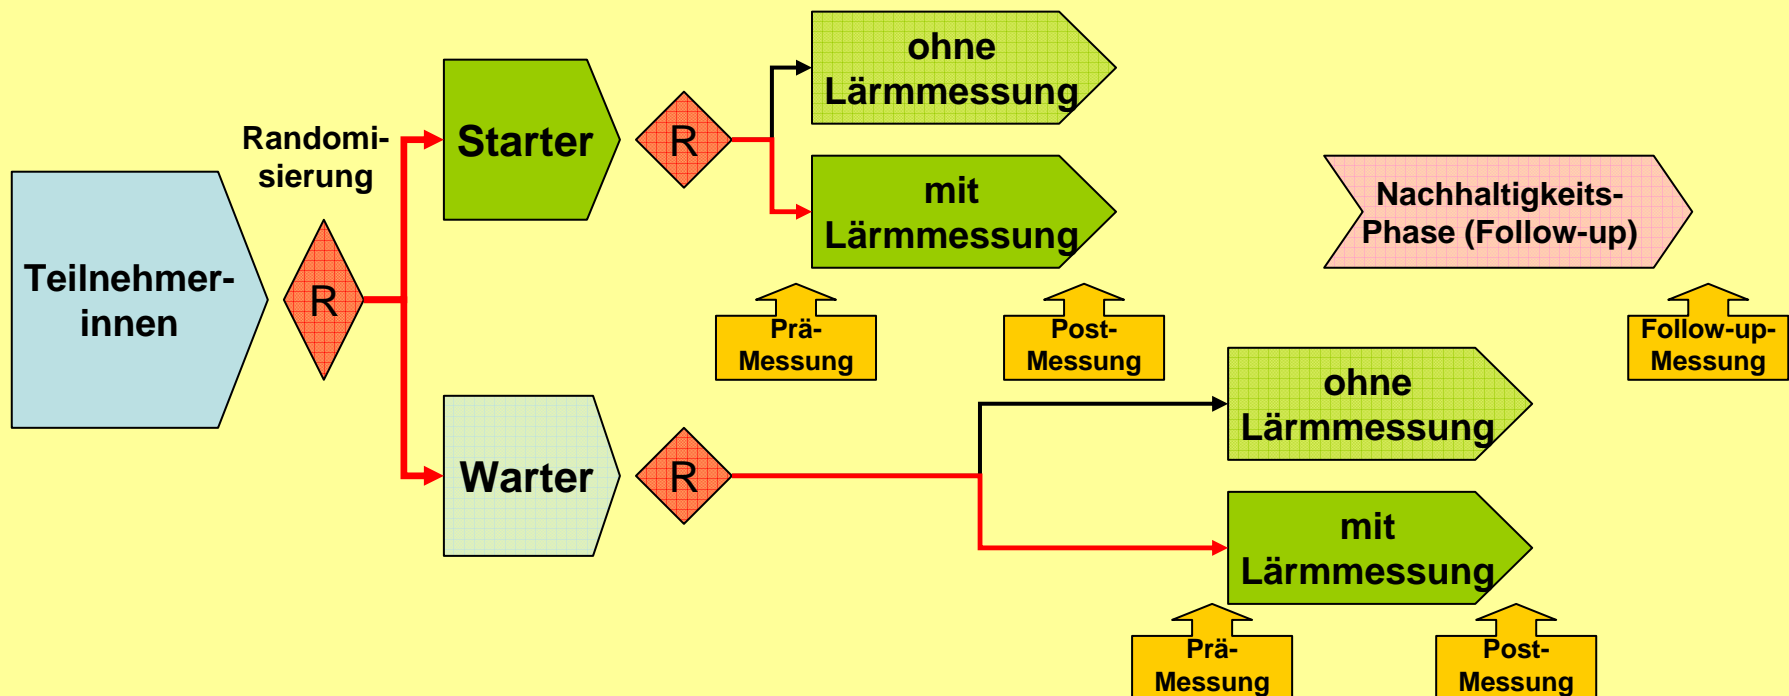 Teilnehmer-
innen
Randomi-
sierung
R
Starter
R
ohne
Lärmmessung
mit
Lärmmessung
Nachhaltigkeits-
Phase (Follow-up)
Prä-
Messung
Post-
Messung
Follow-up-
Messung
Warter
R
ohne
Lärmmessung
mit
Lärmmessung
Prä-
Messung
Post-
Messung